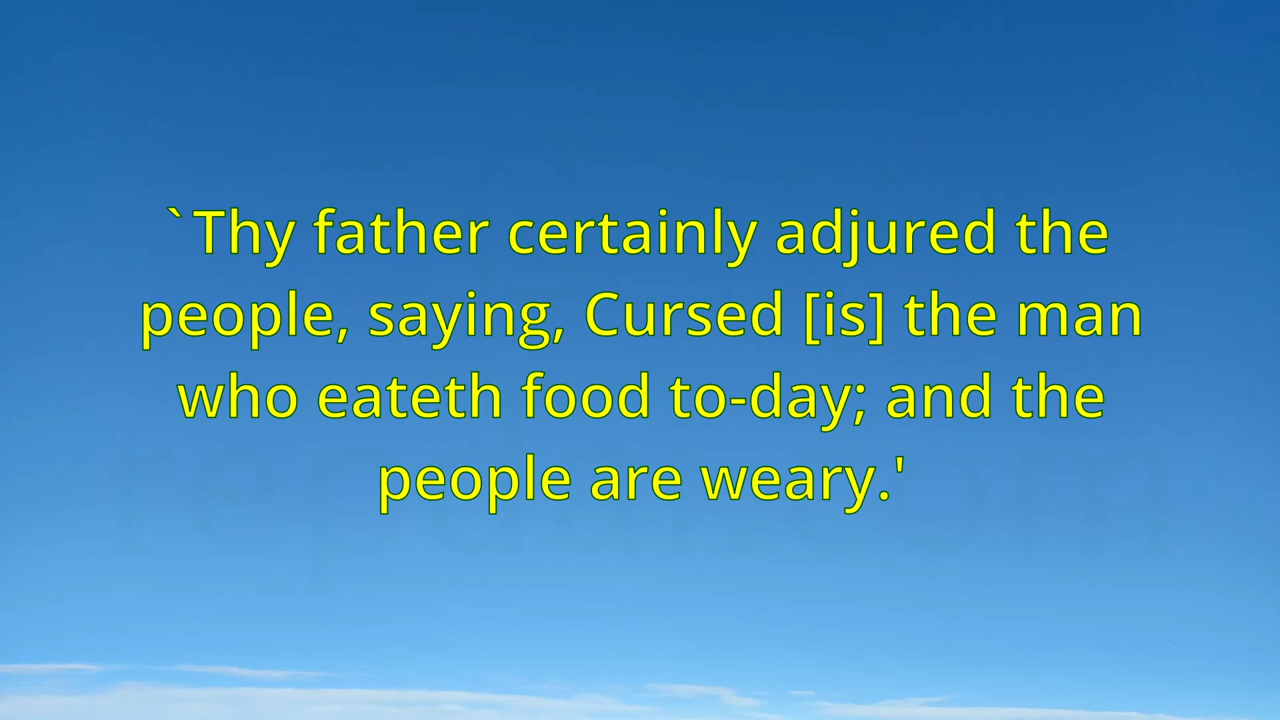 `Thy father certainly adjured the
people, saying, Cursed [is] the man
who eateth food to-day; and the
people are weary.'